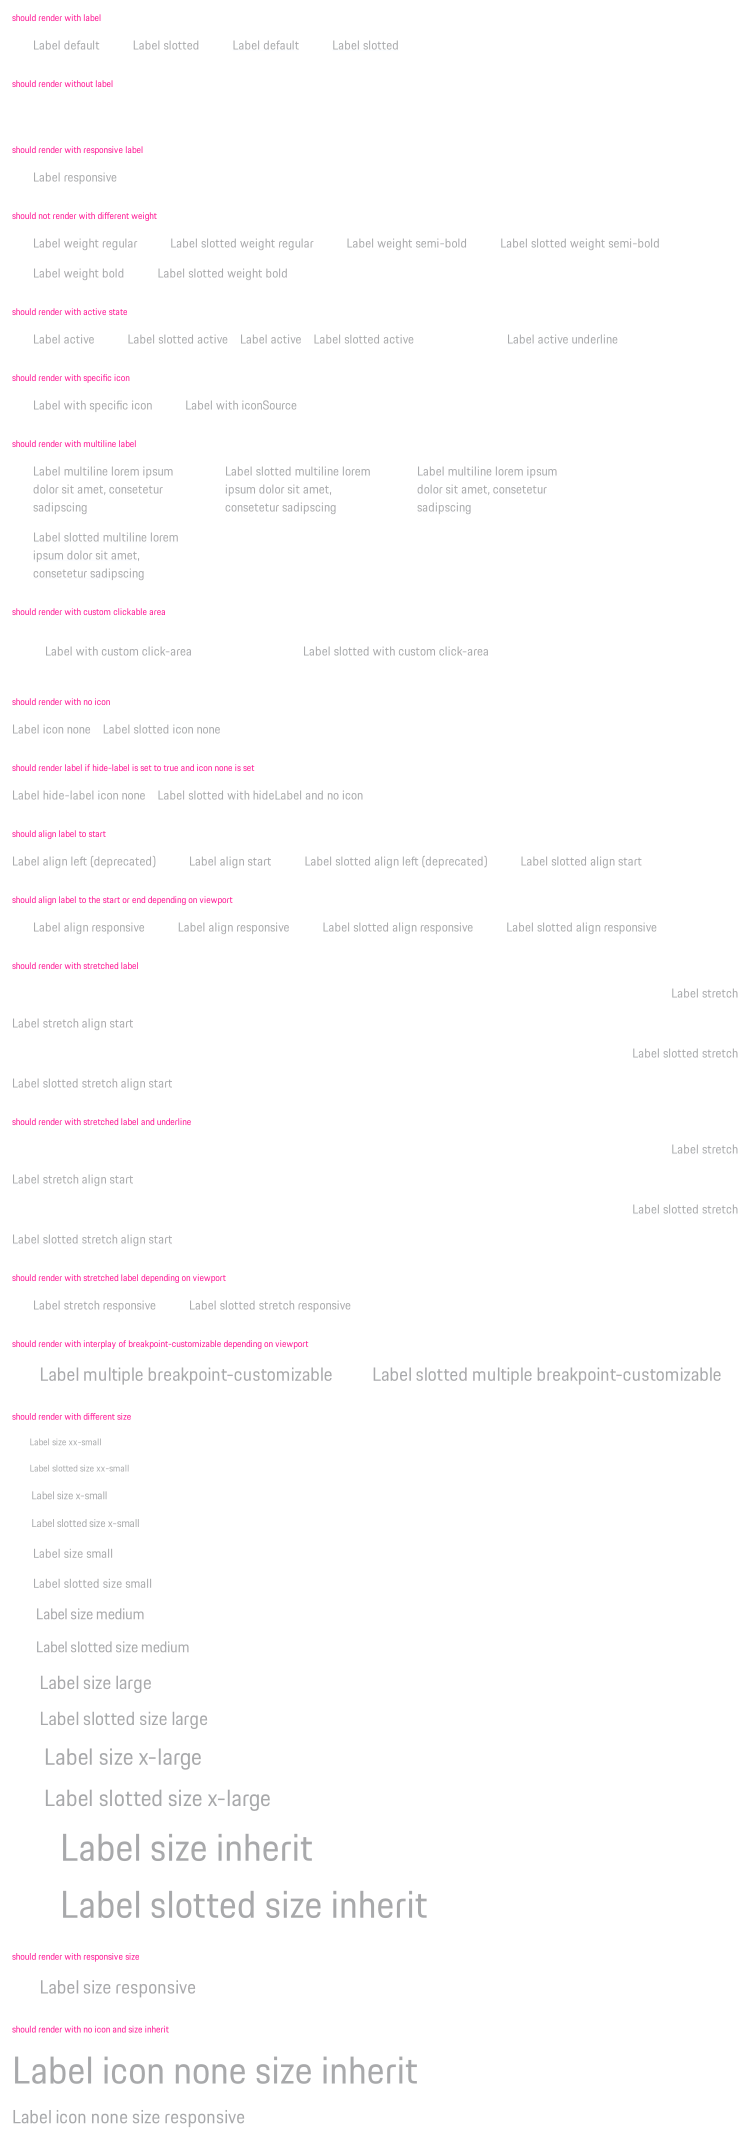 should render with label
Label default Label slotted Label default Label slotted
should render without label
should render with responsive label
Label responsive
should not render with different weight
Label weight regular Label slotted weight regular Label weight semi-bold Label slotted weight semi-bold
Label weight bold Label slotted weight bold
should render with active state
Label active Label slotted active Label active Label slotted active Label active underline
should render with specific icon
Label with specific icon Label with iconSource
should render with multiline label
Label multiline lorem ipsum
dolor sit amet, consetetur
sadipscing
Label slotted multiline lorem
ipsum dolor sit amet,
consetetur sadipscing
Label multiline lorem ipsum
dolor sit amet, consetetur
sadipscing
Label slotted multiline lorem
ipsum dolor sit amet,
consetetur sadipscing
should render with custom clickable area
Label with custom click-area Label slotted with custom click-area
should render with no icon
Label icon none Label slotted icon none
should render label if hide-label is set to true and icon none is set
Label hide-label icon none Label slotted with hideLabel and no icon
should align label to start
Label align left (deprecated) Label align start Label slotted align left (deprecated) Label slotted align start
should align label to the start or end depending on viewport
Label align responsive Label align responsive Label slotted align responsive Label slotted align responsive
should render with stretched label
Label stretch
Label stretch align start
Label slotted stretch
Label slotted stretch align start
should render with stretched label and underline
Label stretch
Label stretch align start
Label slotted stretch
Label slotted stretch align start
should render with stretched label depending on viewport
Label stretch responsive Label slotted stretch responsive
should render with interplay of breakpoint-customizable depending on viewport
Label multiple breakpoint-customizable Label slotted multiple breakpoint-customizable
should render with different size
Label size xx-small
Label slotted size xx-small
Label size x-small
Label slotted size x-small
Label size small
Label slotted size small
Label size medium
Label slotted size medium
Label size large
Label slotted size large
Label size x-large
Label slotted size x-large
Label size inherit
Label slotted size inherit
should render with responsive size
Label size responsive
should render with no icon and size inherit
Label icon none size inherit
Label icon none size responsive